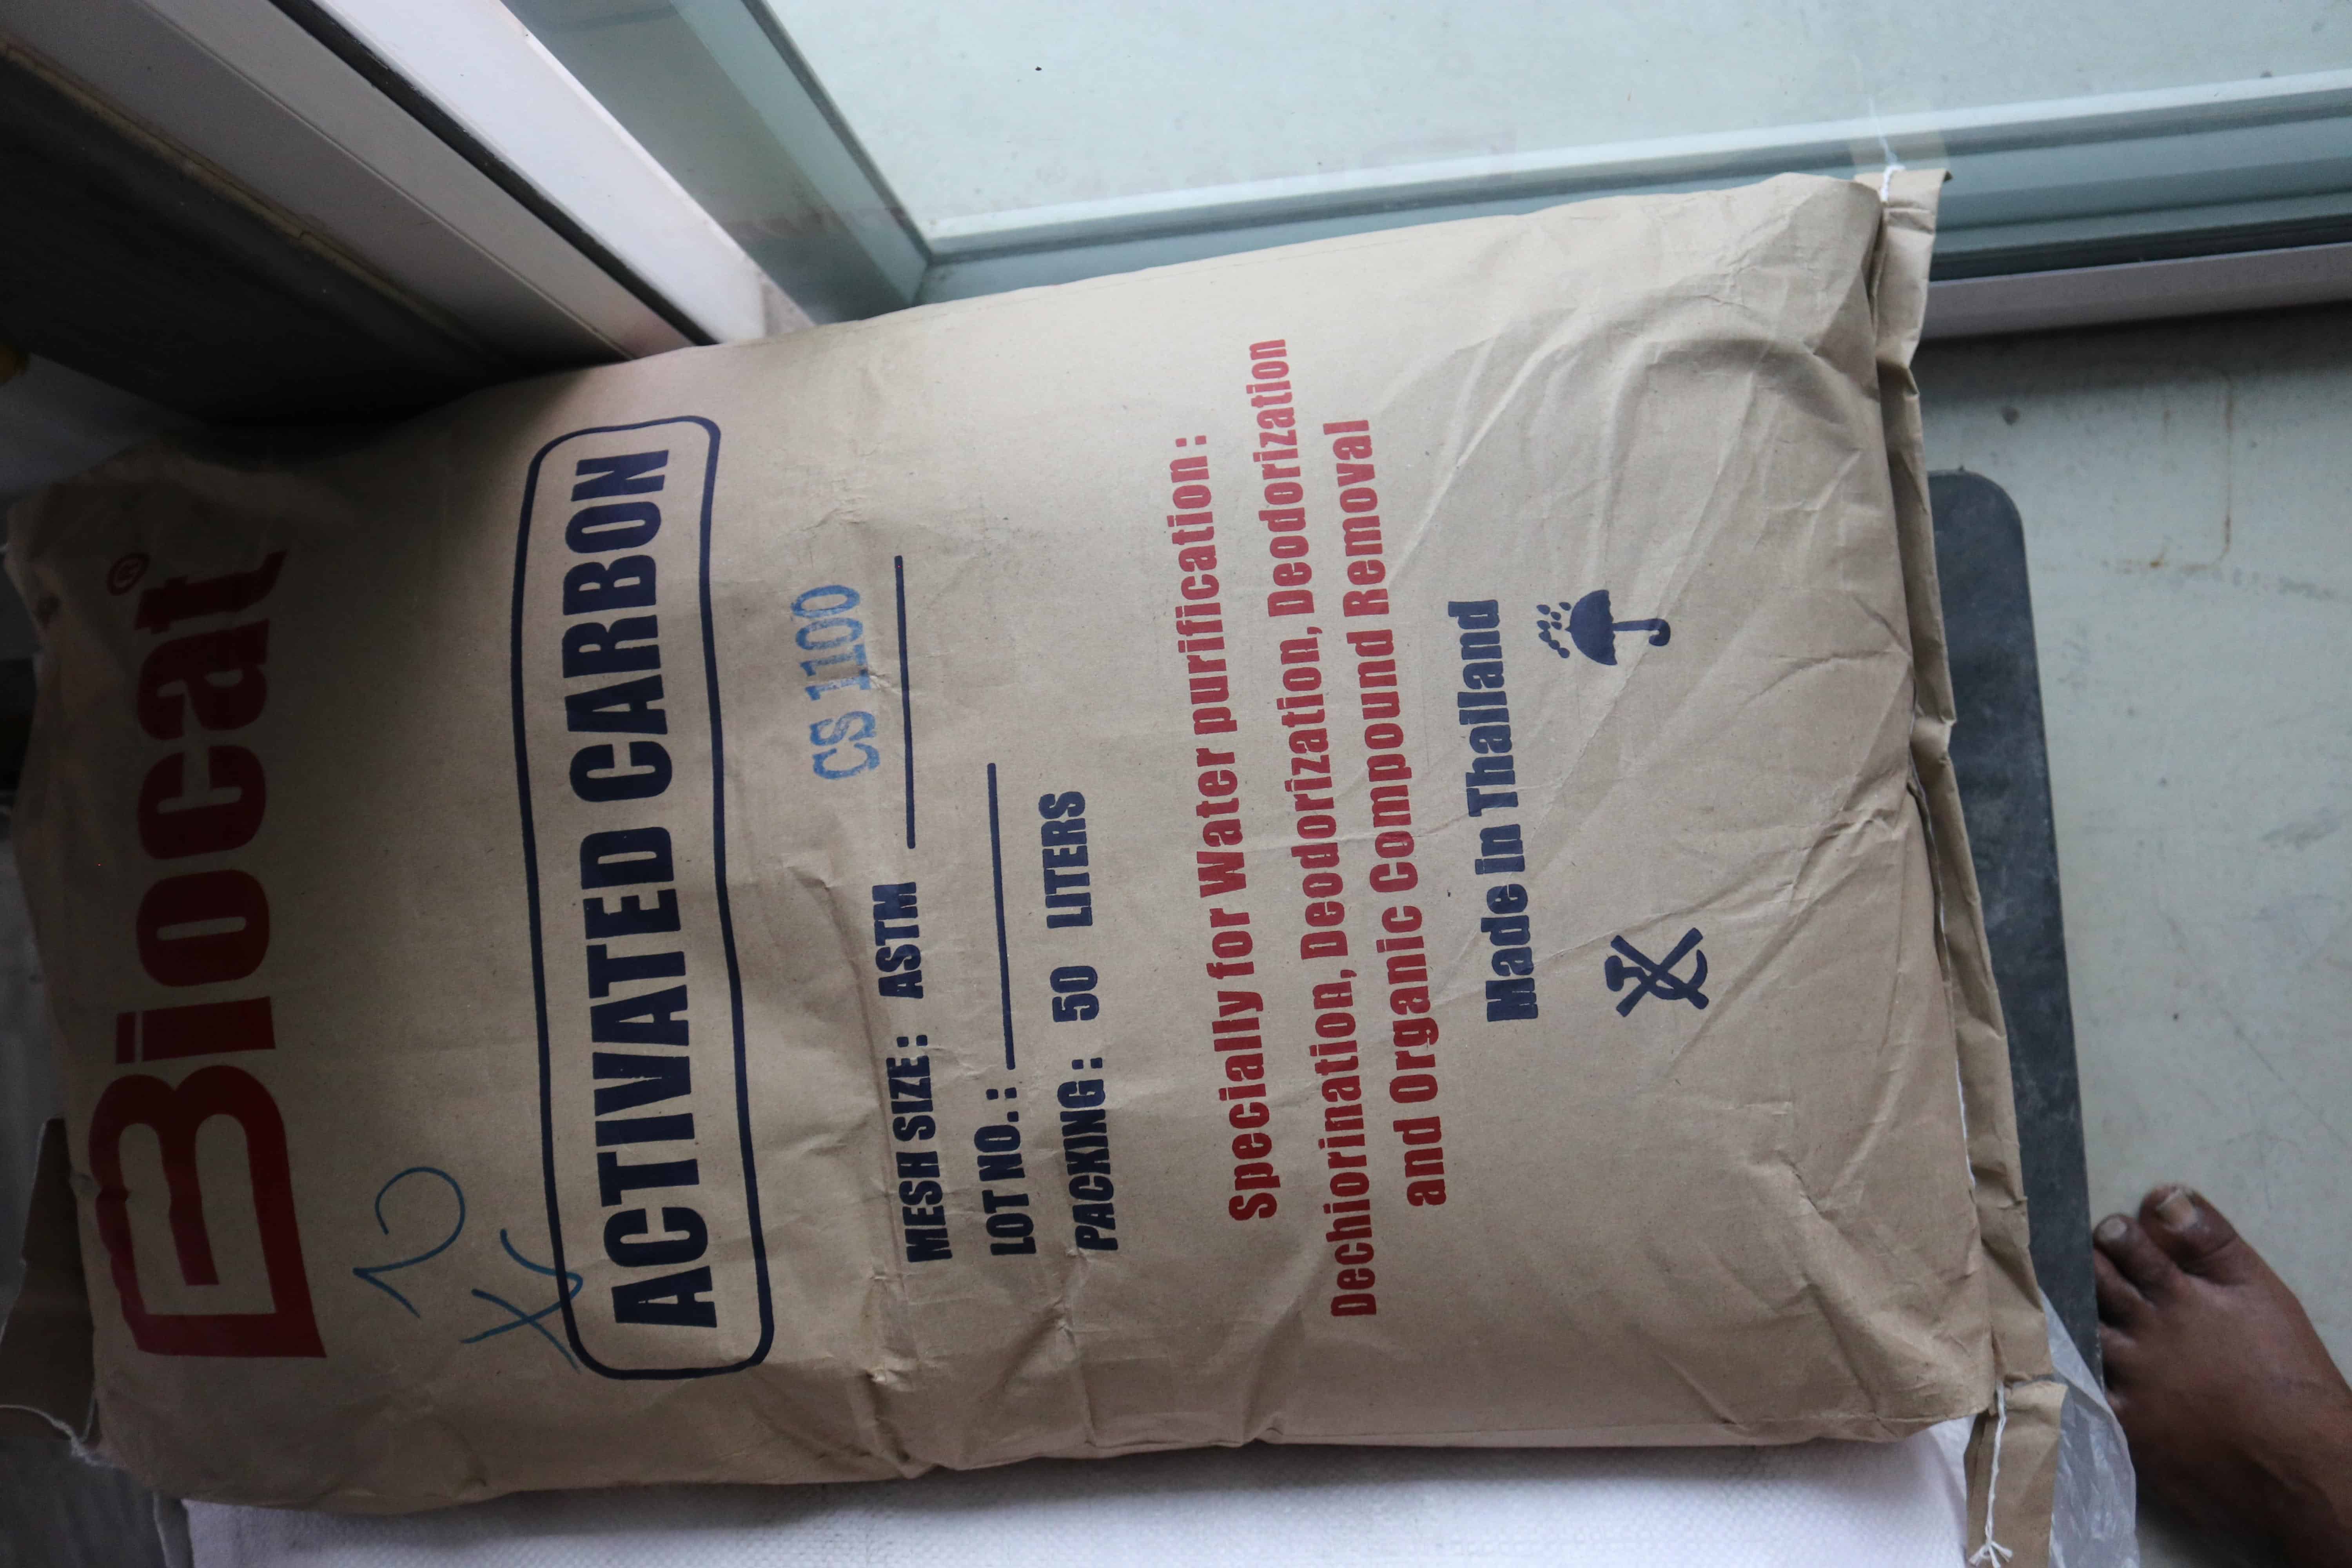 Biocat®
ACTIVATED CARBON
CS 1100
MESH SIZE : ASTM
LOT NO. :
PACKING : 50 LITERS
Specially for Water purification :
Dechiorination, Deodorization, Deodorization
and Organic Compound Removal
Made in Thailand